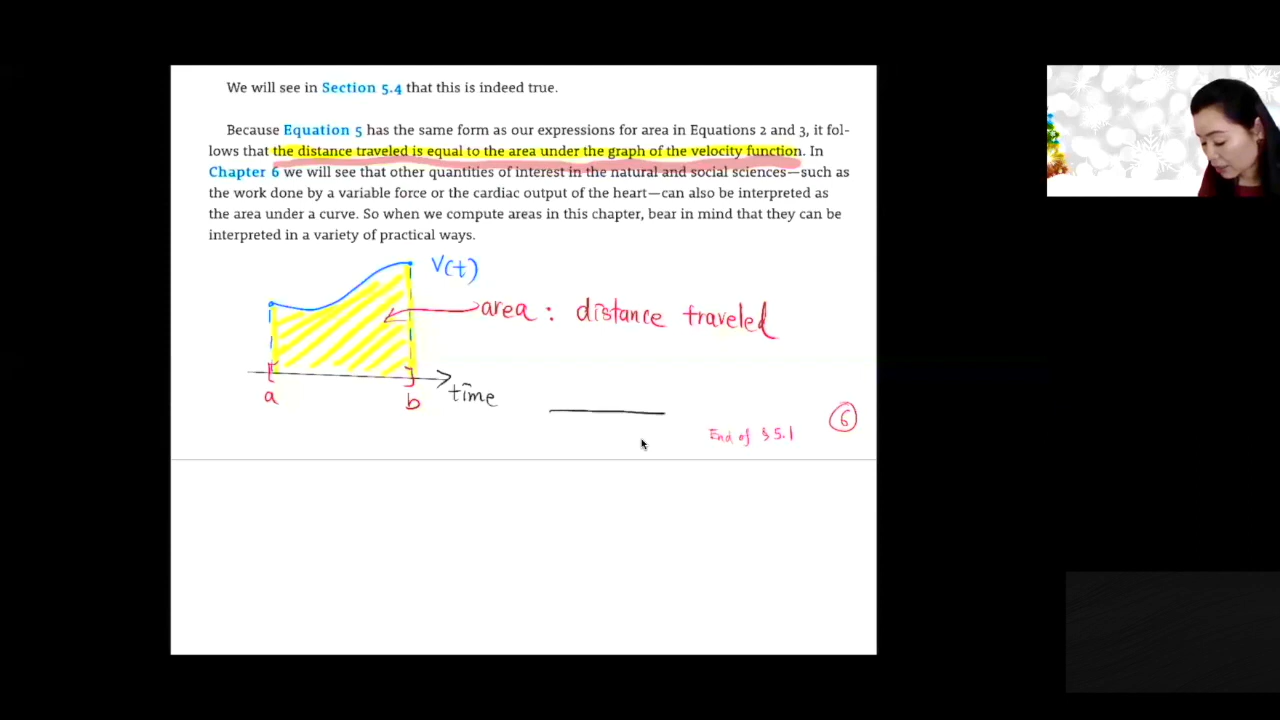 We will see in Section 5.4 that this is indeed true.
Because Equation 5 has the same form as our expressions for area in Equations 2 and 3, it fol-
lows that the distance traveled is equal to the area under the graph of the velocity function. In
Chapter 6 we will see that other quantities of interest in the natural and social sciences—such as
the work done by a variable force or the cardiac output of the heart—can also be interpreted as
the area under a curve. So when we compute areas in this chapter, bear in mind that they can be
interpreted in a variety of practical ways.
V(t)
area : distance traveled
time
a
b
6
End of § 5.1